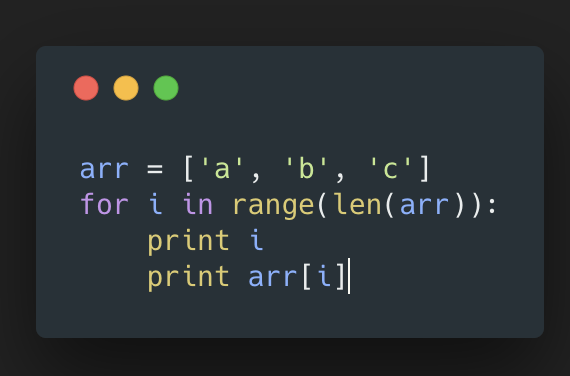 arr = ['a', 'b', 'c']
for i in range(len(arr)):
    print i
    print arr[i]